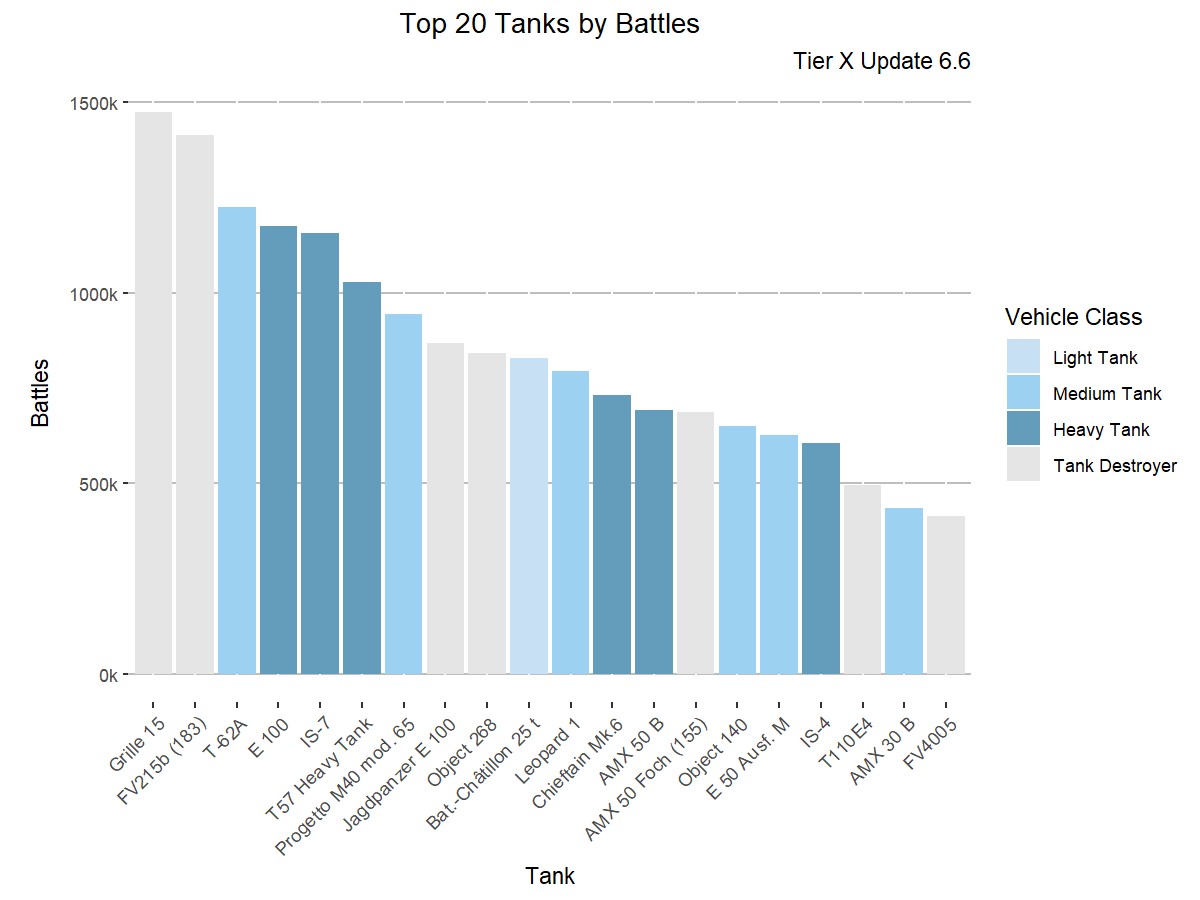 Top 20 Tanks by Battles
Tier X Update 6.6
1500k
1000k
500k
0k
Battles
Grille 15
FV215b (183)
T-62A
E 100
IS-7
T57 Heavy Tank
Progetto M40 mod. 65
Jagdpanzer E 100
Object 268
Bat.-Châtillon 25 t
Leopard 1
Chieftain Mk.6
AMX 50 B
AMX 50 Foch (155)
Object 140
E 50 Ausf. M
IS-4
T110E4
AMX 30 B
FV4005
Tank
Vehicle Class
Light Tank
Medium Tank
Heavy Tank
Tank Destroyer